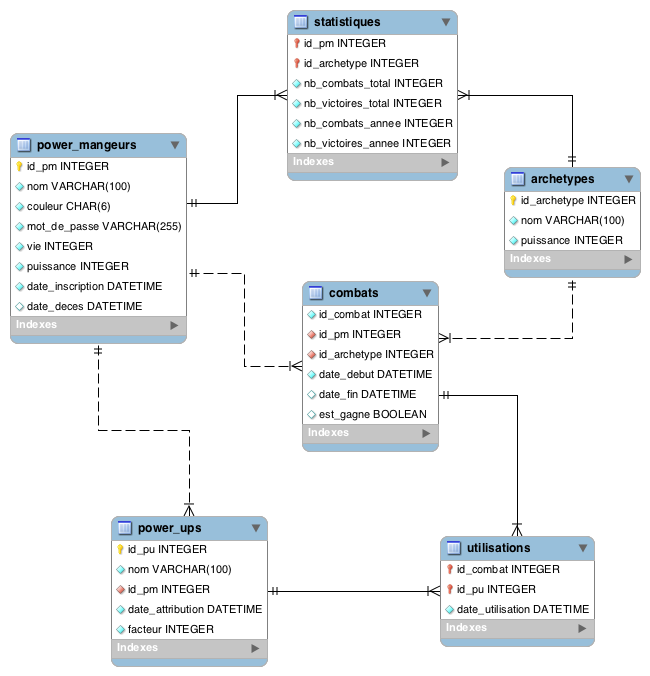 statistiques
id_pm INTEGER
id_archetype INTEGER
nb_combats_total INTEGER
nb_victoires_total INTEGER
nb_combats_annee INTEGER
nb_victoires_annee INTEGER
Indexes
power_mangeurs
id_pm INTEGER
nom VARCHAR(100)
couleur CHAR(6)
mot_de_passe VARCHAR(255)
vie INTEGER
puissance INTEGER
date_inscription DATETIME
date_deces DATETIME
Indexes
archetypes
id_archetype INTEGER
nom VARCHAR(100)
puissance INTEGER
Indexes
combats
id_combat INTEGER
id_pm INTEGER
id_archetype INTEGER
date_debut DATETIME
date_fin DATETIME
est_gagne BOOLEAN
Indexes
power_ups
id_pu INTEGER
nom VARCHAR(100)
id_pm INTEGER
date_attribution DATETIME
facteur INTEGER
Indexes
utilisations
id_combat INTEGER
id_pu INTEGER
date_utilisation DATETIME
Indexes